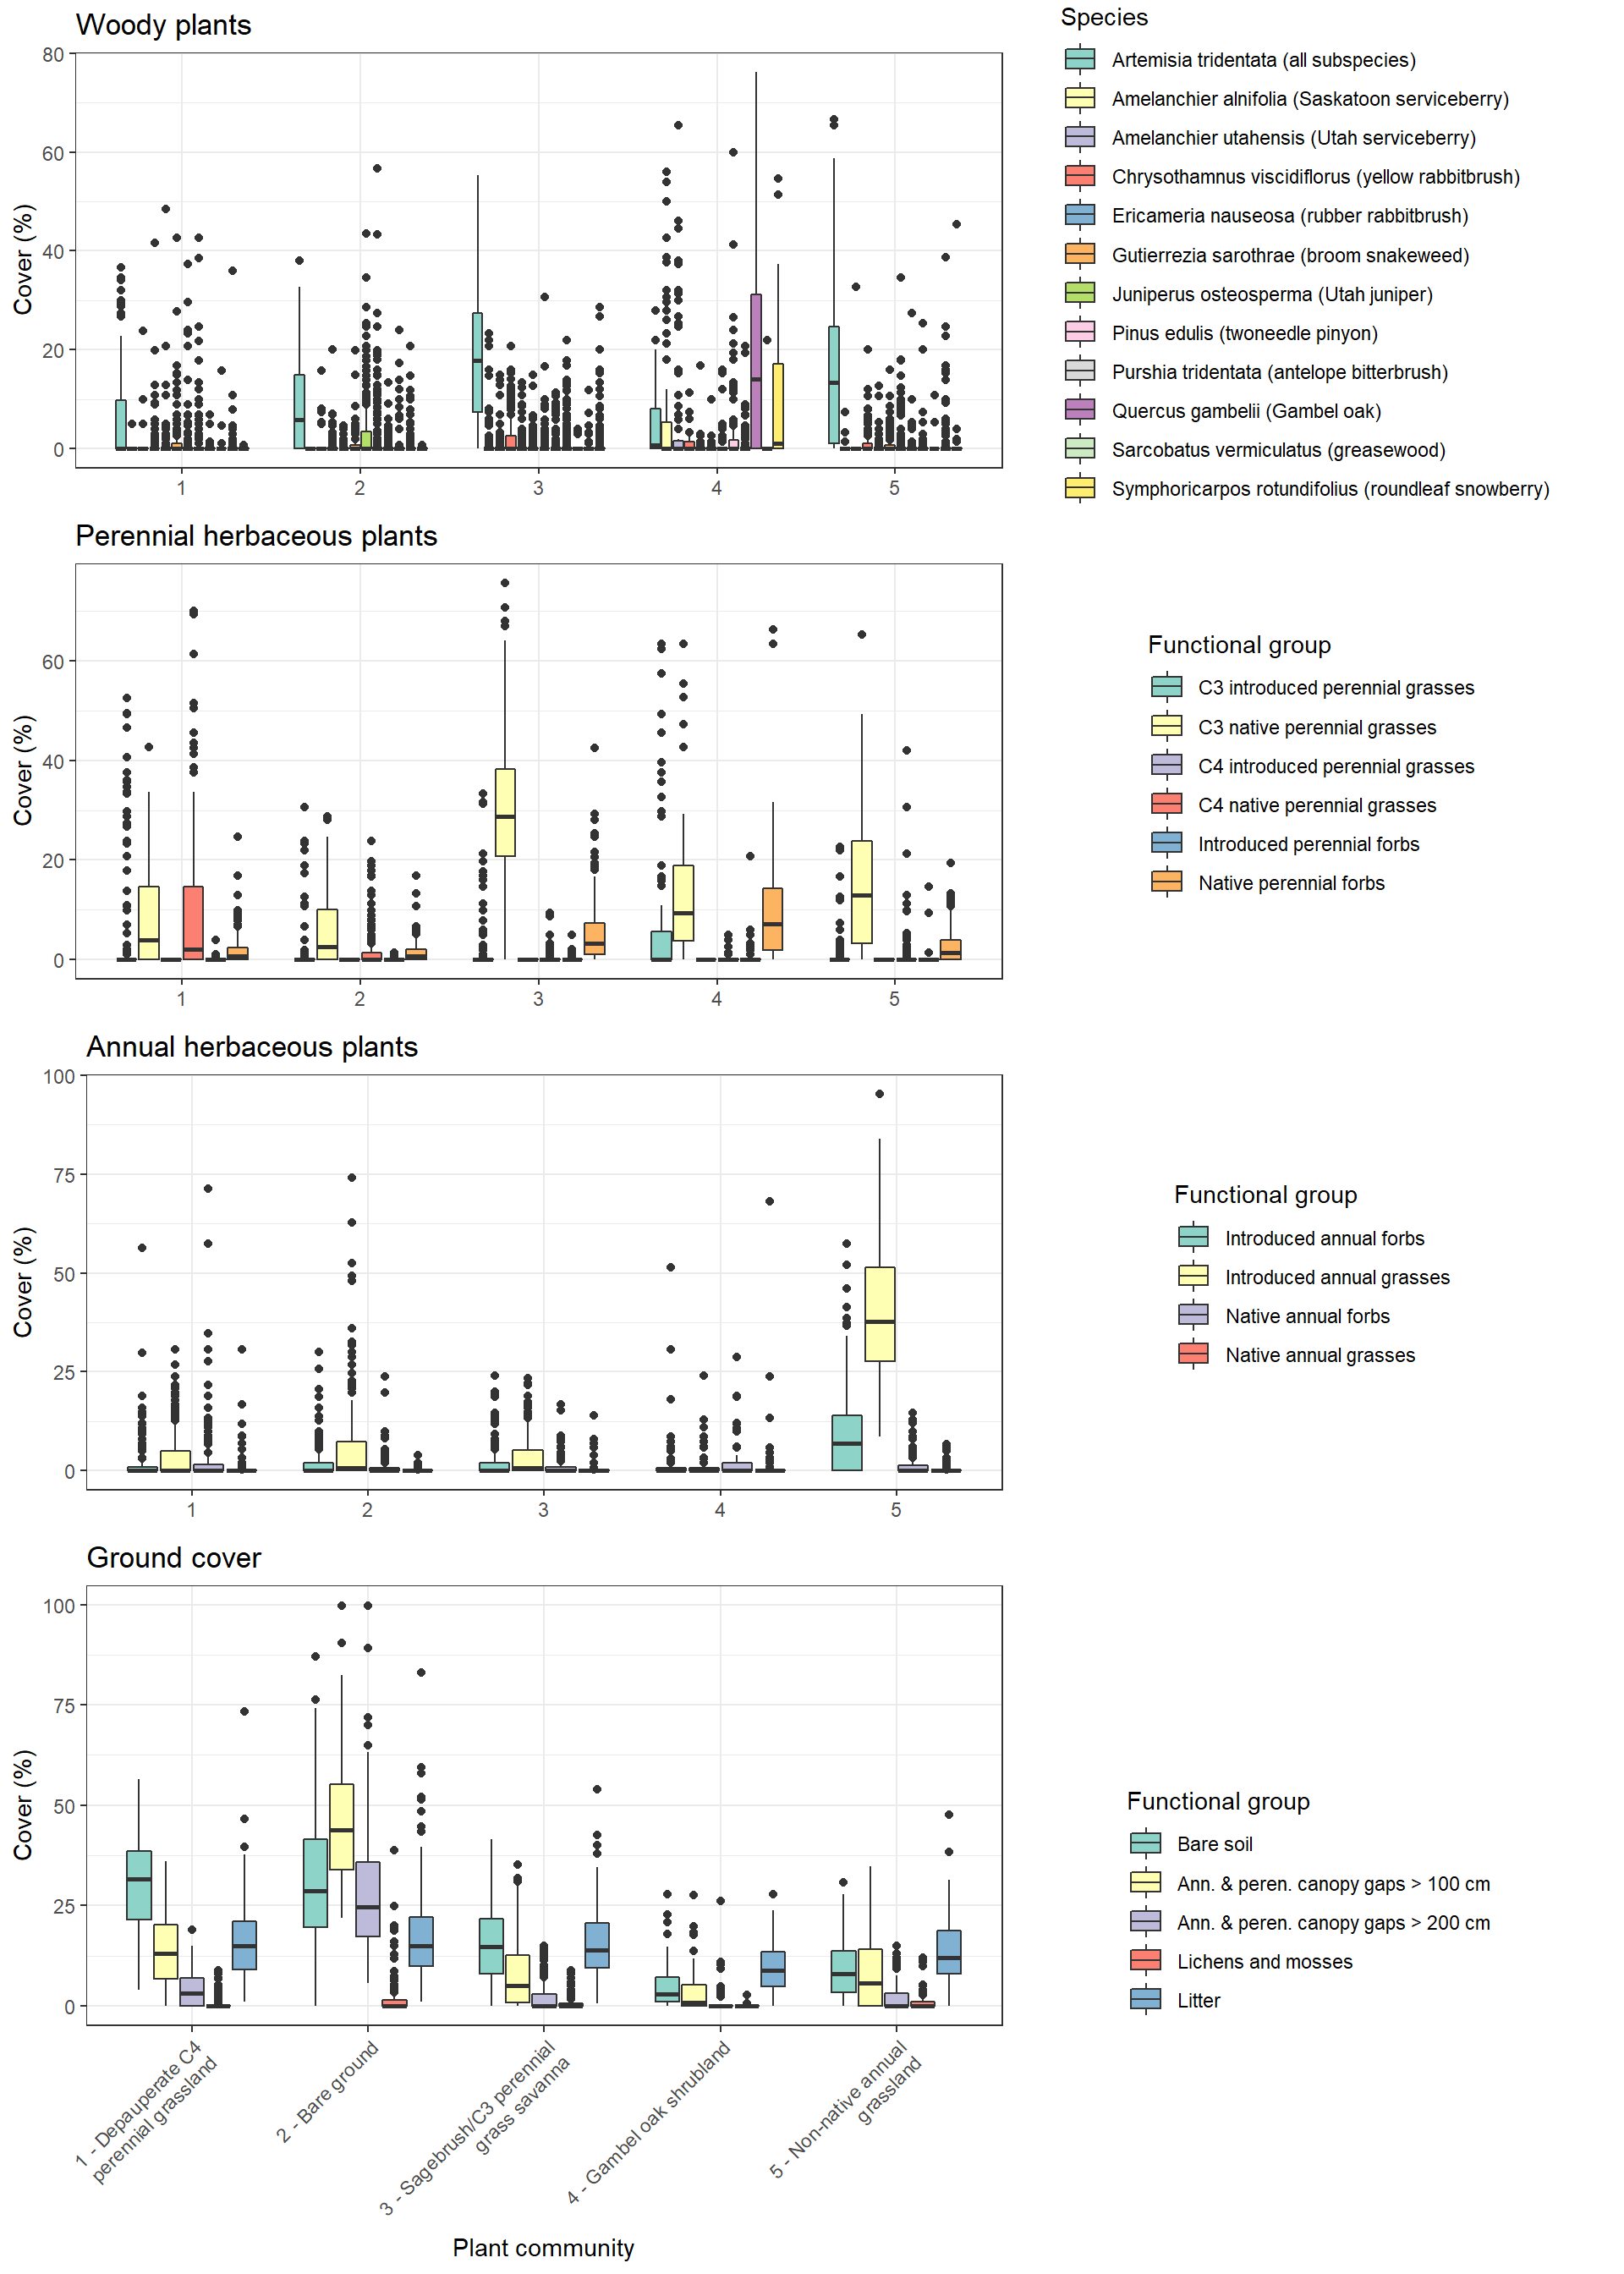 Woody plants
Cover (%)
80
60
40
20
0
1
2
3
4
5
Species
Artemisia tridentata (all subspecies)
Amelanchier alnifolia (Saskatoon serviceberry)
Amelanchier utahensis (Utah serviceberry)
Chrysothamnus viscidiflorus (yellow rabbitbrush)
Ericameria nauseosa (rubber rabbitbrush)
Gutierrezia sarothrae (broom snakeweed)
Juniperus osteosperma (Utah juniper)
Pinus edulis (twoneedle pinyon)
Purshia tridentata (antelope bitterbrush)
Quercus gambelii (Gambel oak)
Sarcobatus vermiculatus (greasewood)
Symphoricarpos rotundifolius (roundleaf snowberry)
Perennial herbaceous plants
Cover (%)
60
40
20
0
1
2
3
4
5
Functional group
C3 introduced perennial grasses
C3 native perennial grasses
C4 introduced perennial grasses
C4 native perennial grasses
Introduced perennial forbs
Native perennial forbs
Annual herbaceous plants
Cover (%)
100
75
50
25
0
1
2
3
4
5
Functional group
Introduced annual forbs
Introduced annual grasses
Native annual forbs
Native annual grasses
Ground cover
Cover (%)
100
75
50
25
0
1 - Depauperate C4
perennial grassland
2 - Bare ground
3 - Sagebrush/C3 perennial
grass savanna
4 - Gambel oak shrubland
5 - Non-native annual
grassland
Plant community
Functional group
Bare soil
Ann. & peren. canopy gaps > 100 cm
Ann. & peren. canopy gaps > 200 cm
Lichens and mosses
Litter